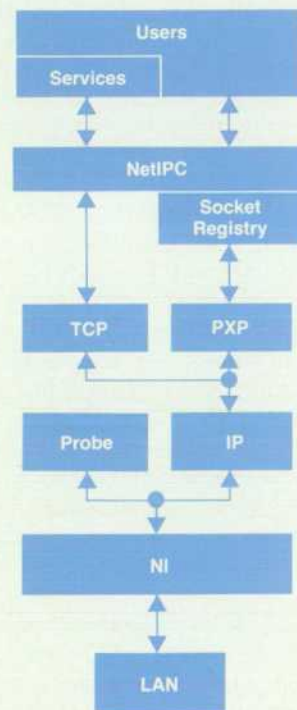 Users
Services
NetIPC
Socket
Registry
TCP
PXP
Probe
IP
NI
LAN